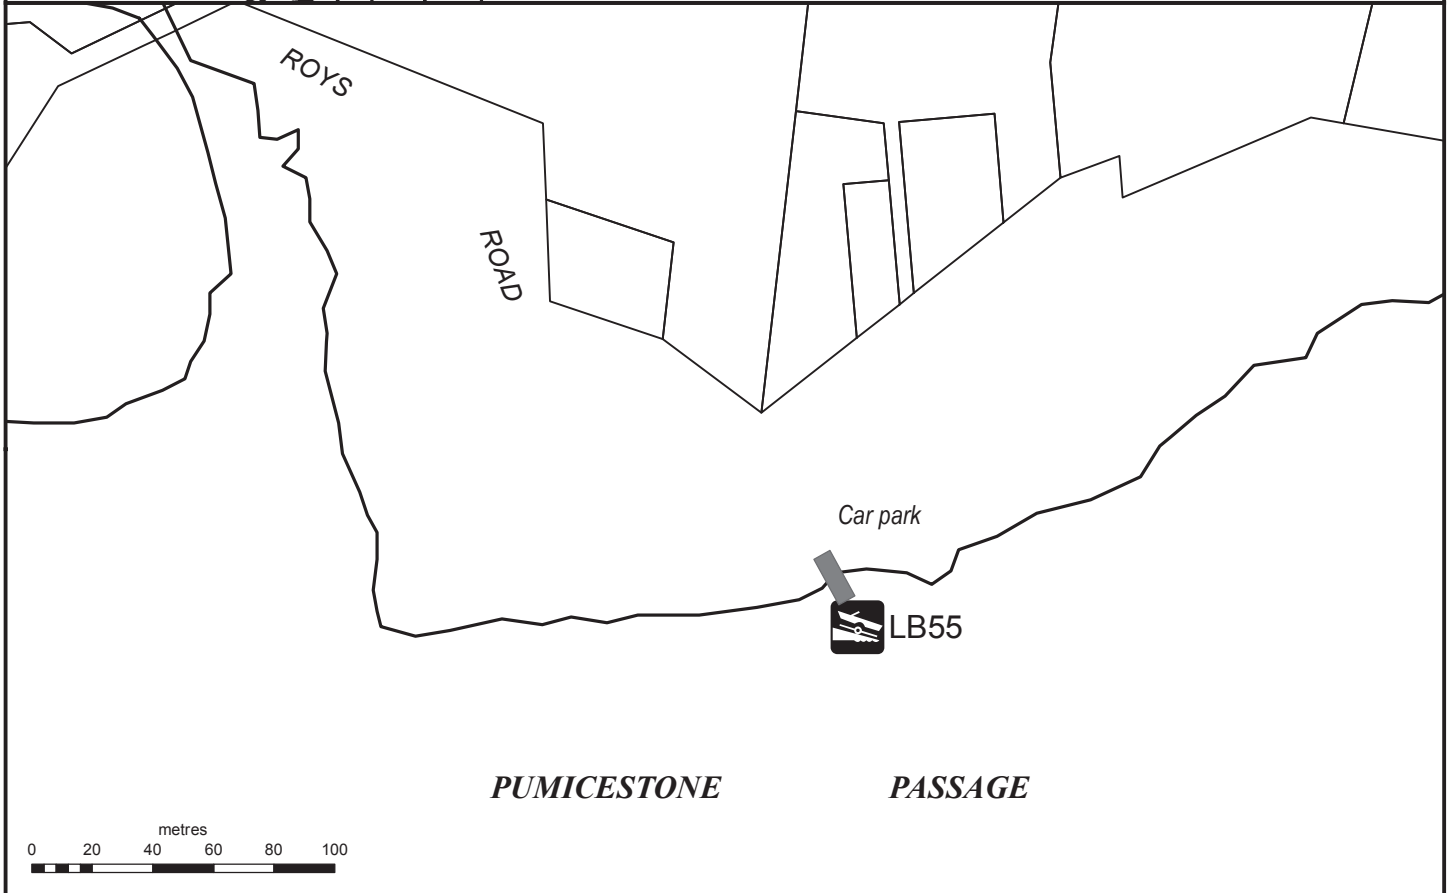 ROYS
ROAD
Car park
LB55
PUMICESTONE PASSAGE
metres
0 20 40 60 80 100